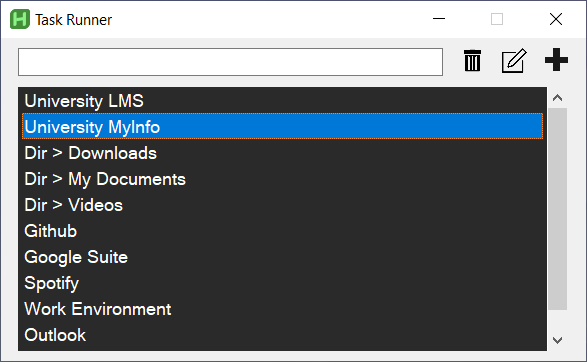 Task Runner
University LMS
University MyInfo
Dir > Downloads
Dir > My Documents
Dir > Videos
Github
Google Suite
Spotify
Work Environment
Outlook